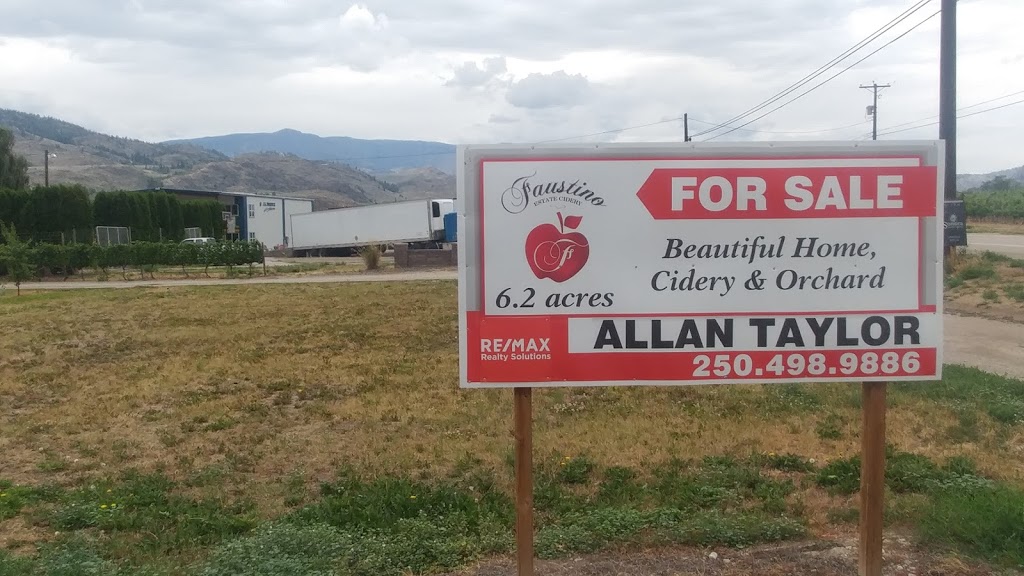 Faustino
ESTATE CIDERY
6.2 acres
FOR SALE
Beautiful Home,
Cidery & Orchard
RE/MAX
Realty Solutions
ALLAN TAYLOR
250.498.9886